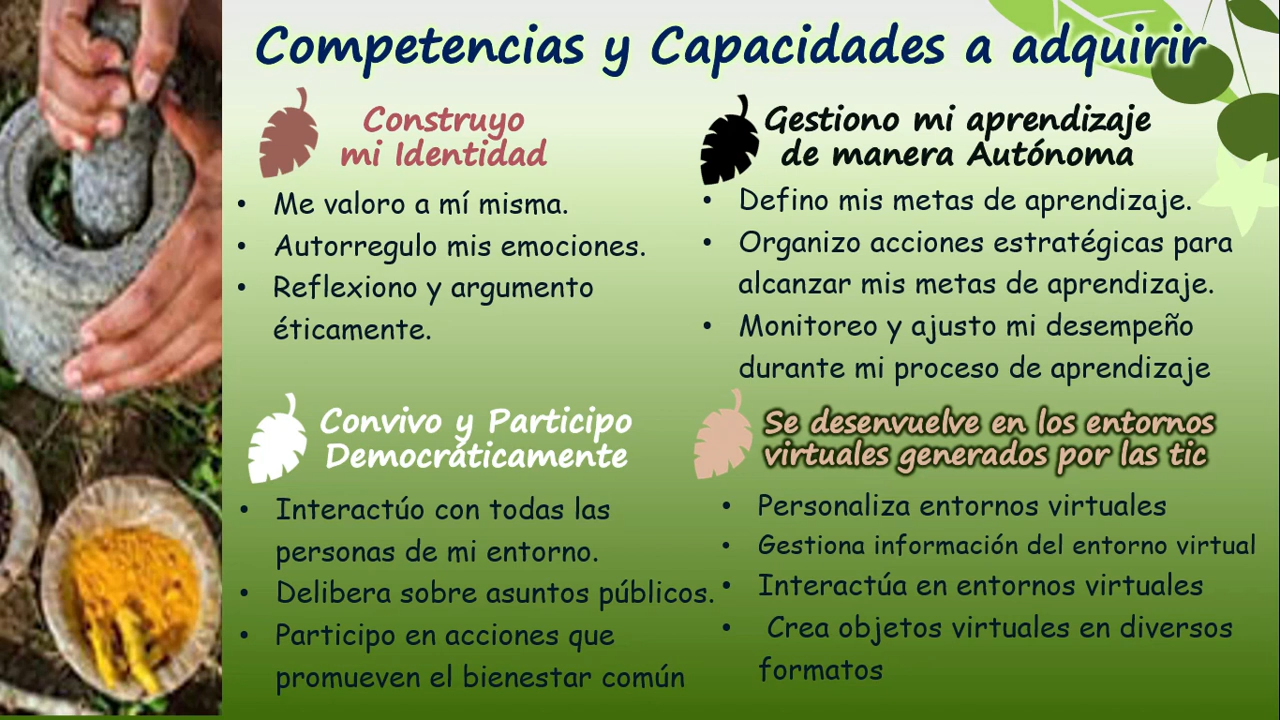 Competencias y Capacidades a adquirir
Construyo
mi Identidad
• Me valoro a mí misma.
• Autorregulo mis emociones.
• Reflexiono y argumento
éticamente.
Gestiono mi aprendizaje
de manera Autónoma
• Defino mis metas de aprendizaje.
• Organizo acciones estratégicas para
alcanzar mis metas de aprendizaje.
• Monitoreo y ajusto mi desempeño
durante mi proceso de aprendizaje
Convivo y Participo
Democráticamente
• Interactúo con todas las
personas de mi entorno.
• Delibera sobre asuntos públicos.
• Participo en acciones que
promueven el bienestar común
Se desenvuelve en los entornos
virtuales generados por las tic
• Personaliza entornos virtuales
• Gestiona información del entorno virtual
• Interactúa en entornos virtuales
• Crea objetos virtuales en diversos
formatos